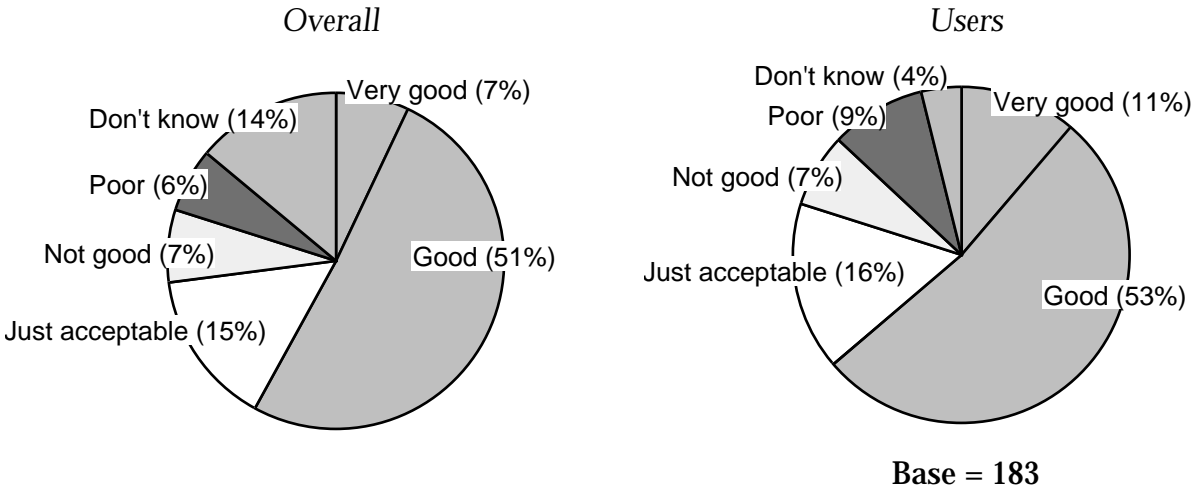 Overall
Very good (7%)
Don't know (14%)
Poor (6%)
Not good (7%)
Good (51%)
Just acceptable (15%)
Users
Don't know (4%)
Very good (11%)
Poor (9%)
Not good (7%)
Just acceptable (16%)
Good (53%)
Base = 183